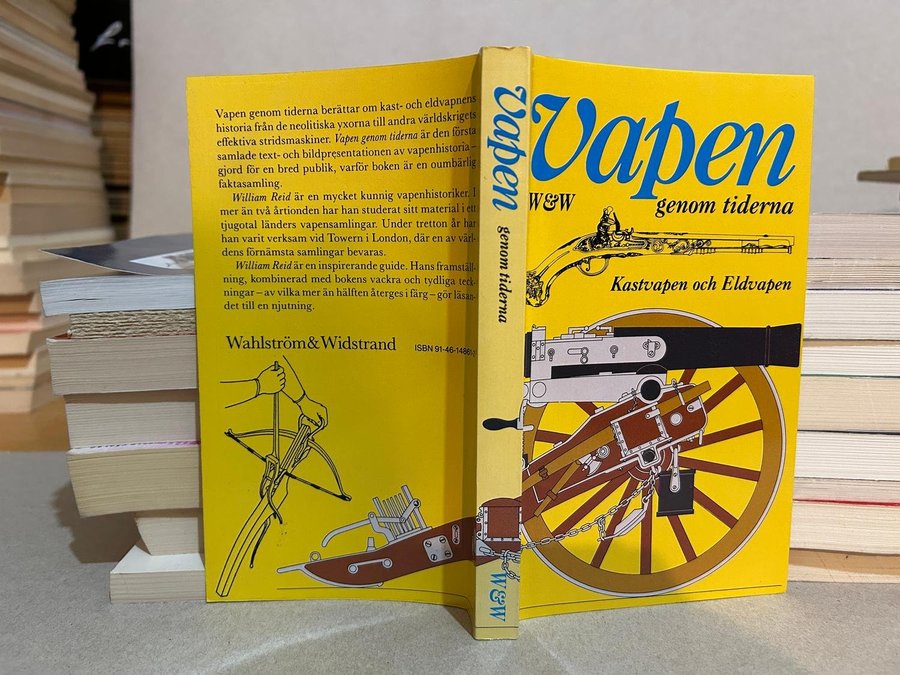 Vapen genom tiderna berättar om kast- och eldvapnens
historia från de neolitiska yxorna till andra världskrigets
effektiva stridsmaskiner. Vapen genom tiderna är den första
samlade text- och bildpresentationen av vapenhistoria –
gjord för en bred publik, varför boken är en oumbärlig
faktasamling.
William Reid är en mycket kunnig vapenhistoriker. I
mer än två årtionden har han studerat sitt material i ett
tjugotal länders vapensamlingar. Under tretton år har
han varit verksam vid Towern i London, där en av värl-
dens förnämsta samlingar bevaras.
William Reid är en inspirerande guide. Hans framställ-
ning, kombinerad med bokens vackra och tydliga teck-
ningar – av vilka mer än hälften återges i färg – gör läsan-
det till en njutning.
Wahlström & Widstrand
ISBN 91-46-1486
Vapen
genom tiderna
W&W
Vapen
W&W
genom tiderna
Kastvapen och Eldvapen